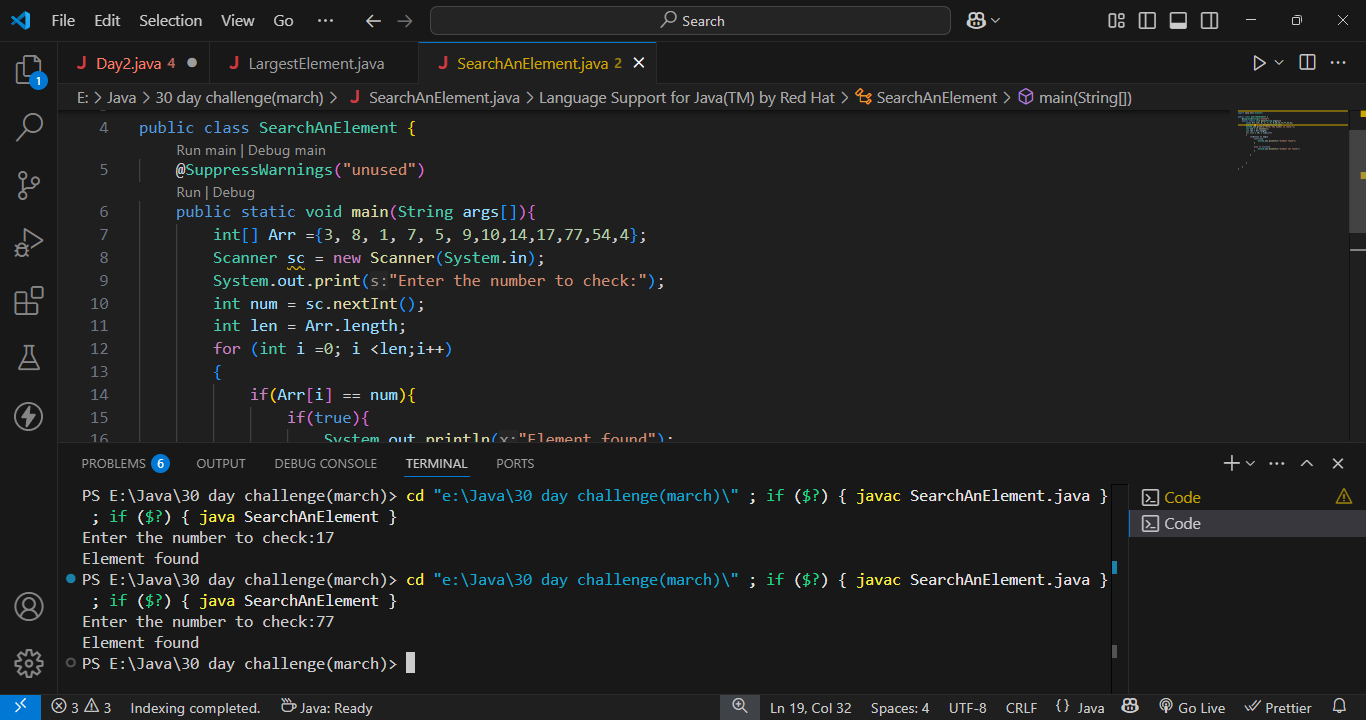 File Edit Selection View Go ··· Search
Day2.java 4 LargestElement.java SearchAnElement.java 2
E: > Java > 30 day challenge(march) > SearchAnElement.java > Language Support for Java(TM) by Red Hat > SearchAnElement > main(String[])
4 public class SearchAnElement {
Run main | Debug main
5 @SuppressWarnings("unused")
Run | Debug
6 public static void main(String args[]){
7 int[] Arr ={3, 8, 1, 7, 5, 9,10,14,17,77,54,4};
8 Scanner sc = new Scanner(System.in);
9 System.out.print(s:"Enter the number to check:");
10 int num = sc.nextInt();
11 int len = Arr.length;
12 for (int i =0; i <len;i++)
13 {
14 if(Arr[i] == num){
15 if(true){
16 System.out.println(x:"Element found");
PROBLEMS 6 OUTPUT DEBUG CONSOLE TERMINAL PORTS
PS E:\Java\30 day challenge(march)> cd "e:\Java\30 day challenge(march)\" ; if ($?) { javac SearchAnElement.java }
; if ($?) { java SearchAnElement }
Enter the number to check:17
Element found
PS E:\Java\30 day challenge(march)> cd "e:\Java\30 day challenge(march)\" ; if ($?) { javac SearchAnElement.java }
; if ($?) { java SearchAnElement }
Enter the number to check:77
Element found
PS E:\Java\30 day challenge(march)>
Code
Code
1
3 3 Indexing completed. Java: Ready Ln 19, Col 32 Spaces: 4 UTF-8 CRLF {} Java Go Live Prettier